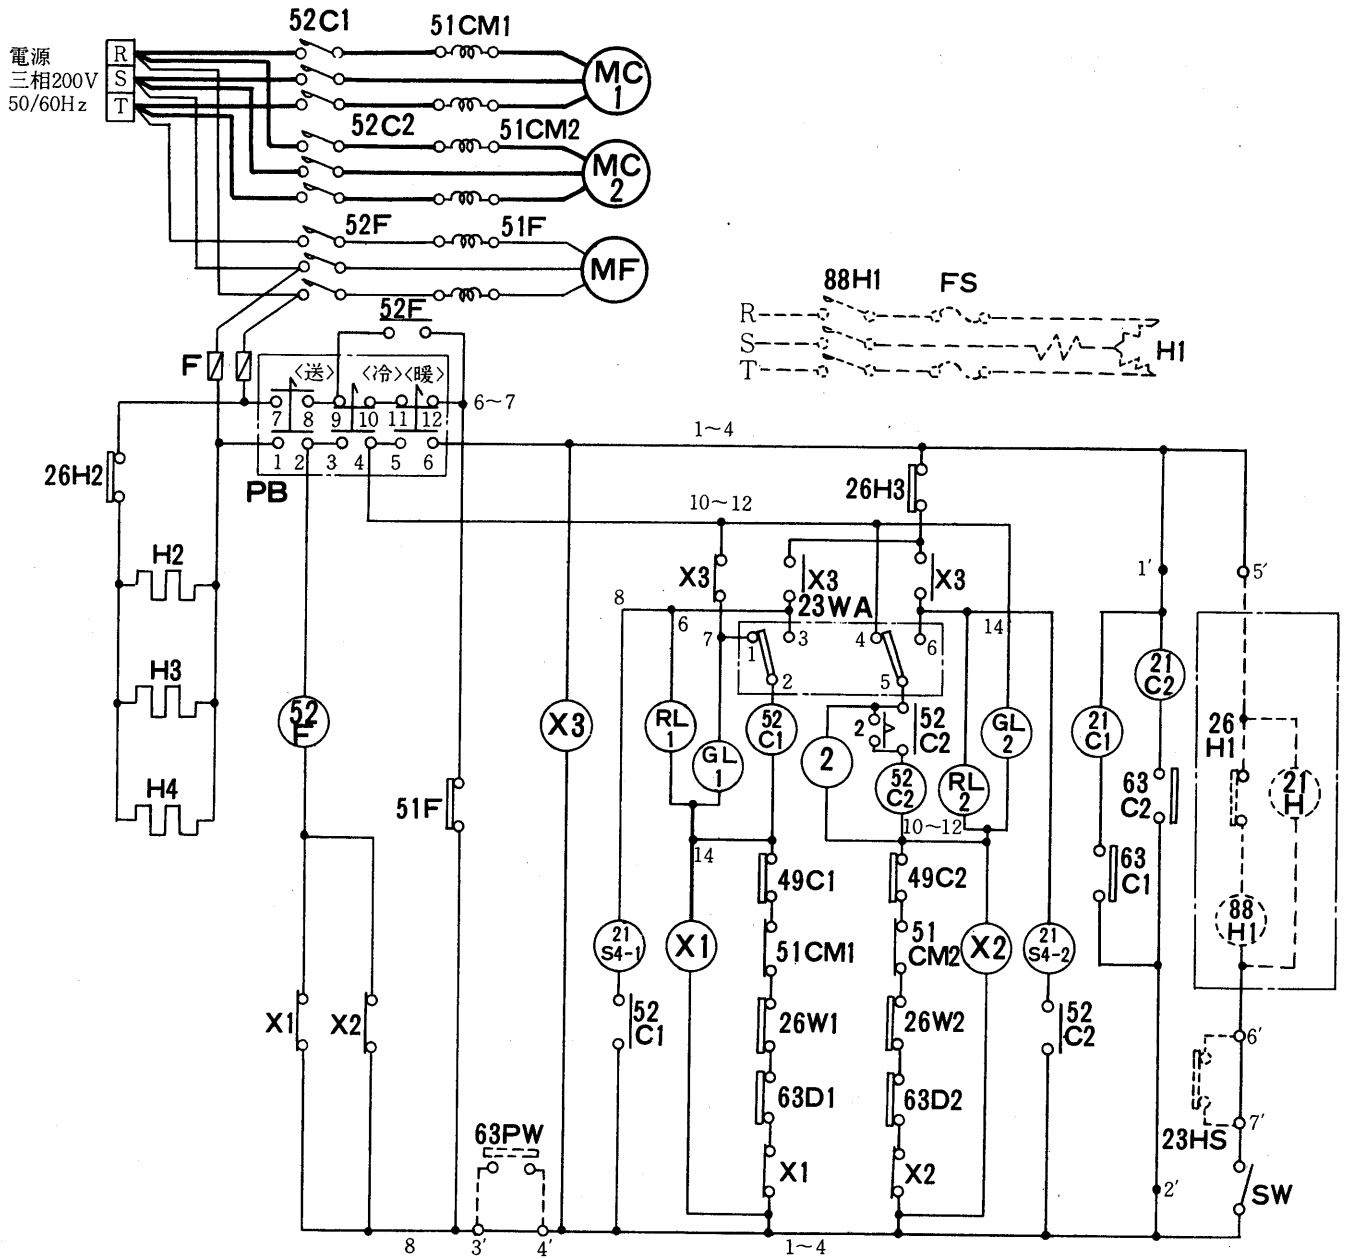 52C1
51CM1
電源
三相200V
50/60Hz
R
S
T
MC
1
52C2
51CM2
MC
2
52F
51F
MF
52F
88H1
FS
R
S
T
H1
F
〈送〉
〈冷〉
〈暖〉
7
8
9
10
11
12
6~7
1
2
3
4
5
6
1~4
PB
26H2
10~12
26H3
X3
X3
X3
1'
5'
H2
8
6
23WA
14
7
1
3
4
6
2
5
21
C2
H3
52
F
X3
RL
1
GL
1
52
C1
2
2
52
C2
52
C2
RL
2
GL
2
21
C1
26
H1
21
H
63
C2
H4
51F
14
10~12
63
C1
49C1
49C2
88
H1
21
S4-1
X1
51CM1
51
CM2
X2
21
S4-2
X1
X2
52
C1
26W1
26W2
52
C2
6'
63D1
63D2
63PW
7'
23HS
X1
X2
2'
SW
8
3'
4'
1~4